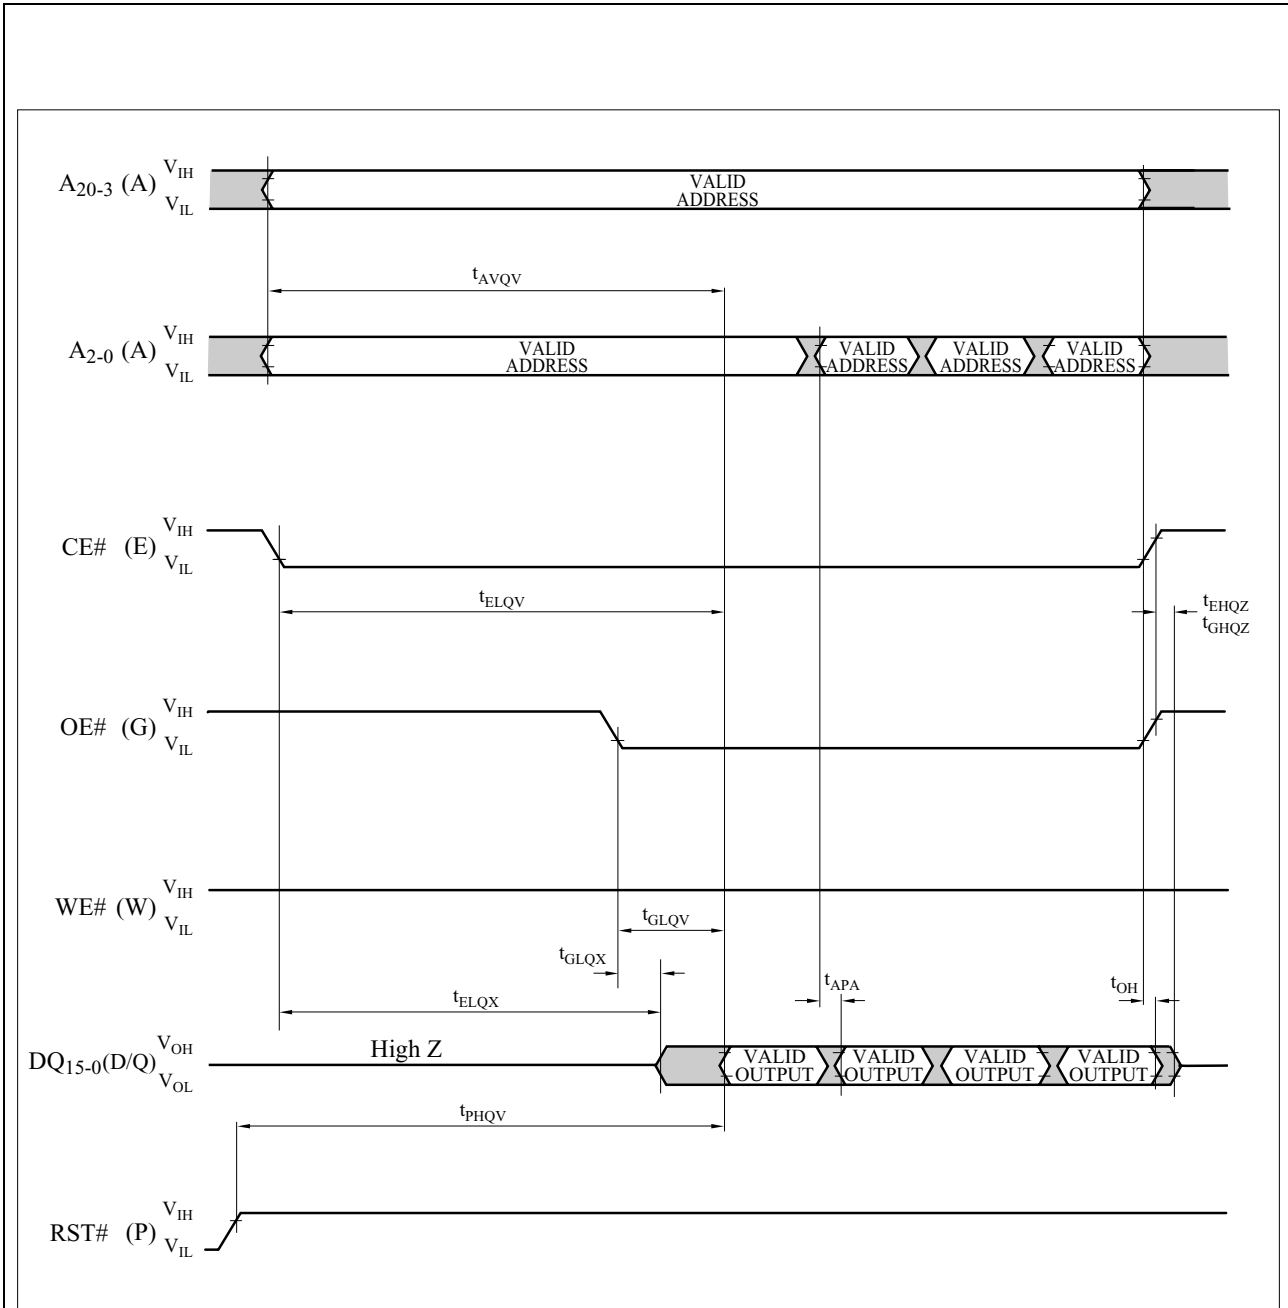 A20-3 (A) VIH
VIL
VALID
ADDRESS
tAVQV
A2-0 (A) VIH
VIL
VALID
ADDRESS
VALID
ADDRESS
VALID
ADDRESS
VALID
ADDRESS
CE# (E) VIH
VIL
tELQV
tEHQZ
tGHQZ
OE# (G) VIH
VIL
WE# (W) VIH
VIL
tGLQV
tGLQX
tELQX
tAPA
tOH
DQ15-0(D/Q) VOH
VOL
High Z
VALID
OUTPUT
VALID
OUTPUT
VALID
OUTPUT
VALID
OUTPUT
tPHQV
RST# (P) VIH
VIL